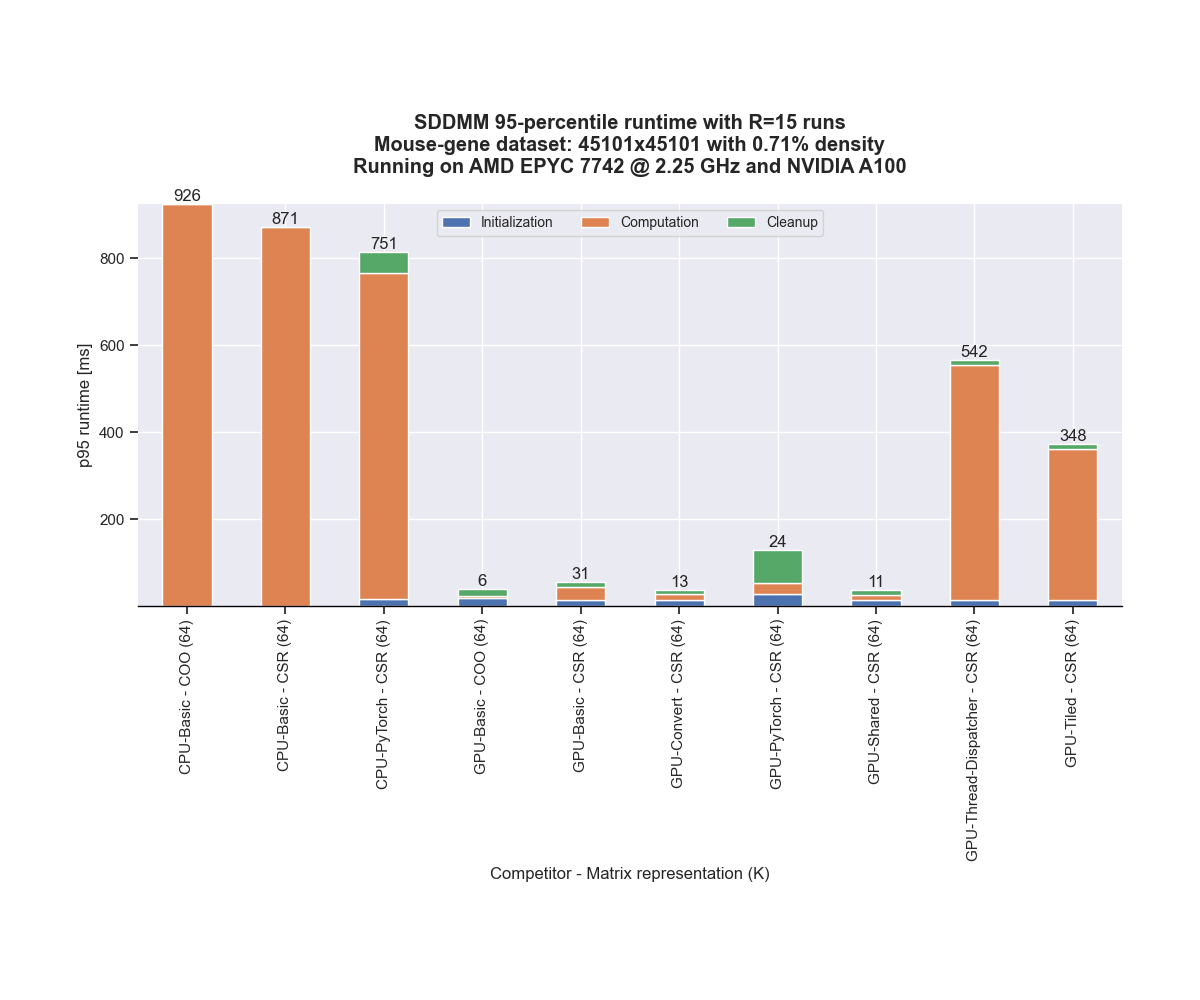 SDDMM 95-percentile runtime with R=15 runs
Mouse-gene dataset: 45101x45101 with 0.71% density
Running on AMD EPYC 7742 @ 2.25 GHz and NVIDIA A100
926
871
751
6
31
13
24
11
542
348
Initialization
Computation
Cleanup
800
600
400
200
p95 runtime [ms]
CPU-Basic - COO (64)
CPU-Basic - CSR (64)
CPU-PyTorch - CSR (64)
GPU-Basic - COO (64)
GPU-Basic - CSR (64)
GPU-Convert - CSR (64)
GPU-PyTorch - CSR (64)
GPU-Shared - CSR (64)
GPU-Thread-Dispatcher - CSR (64)
GPU-Tiled - CSR (64)
Competitor - Matrix representation (K)